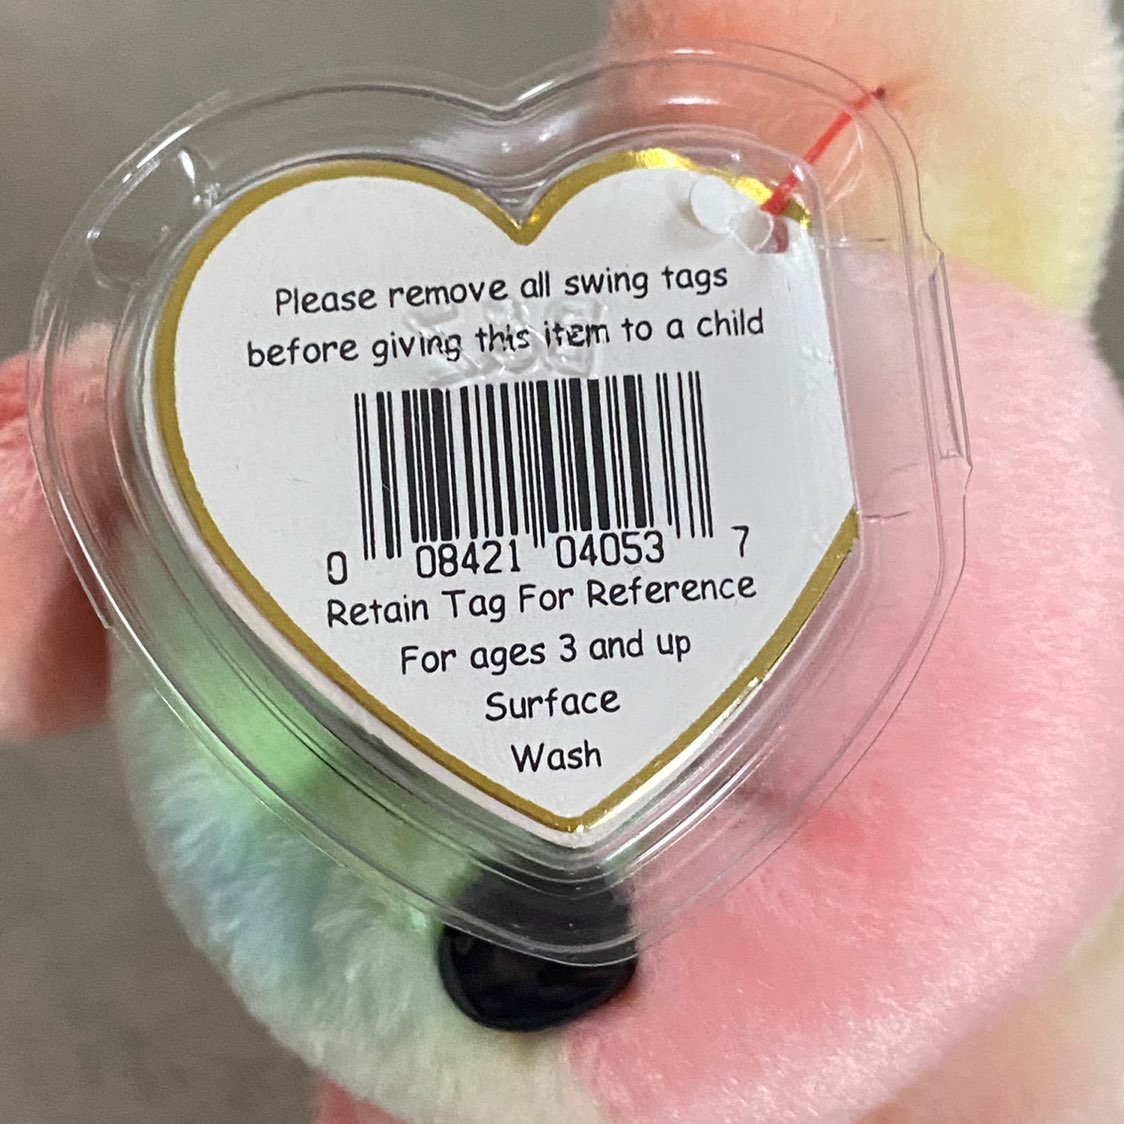 Please remove all swing tags
before giving this item to a child
0 08421 04053 7
Retain Tag For Reference
For ages 3 and up
Surface
Wash